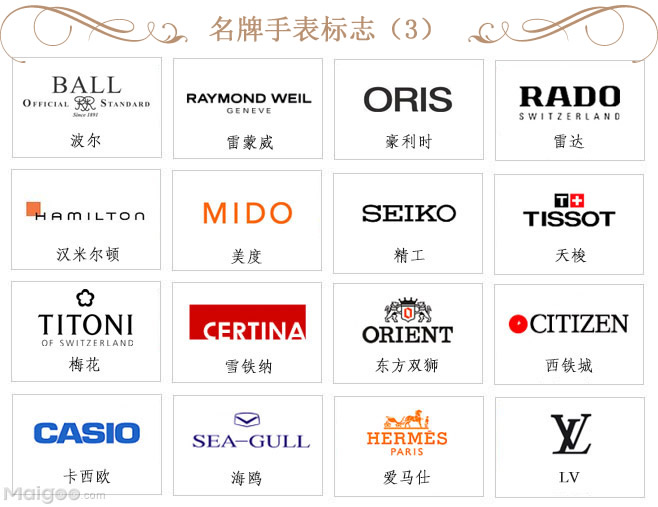 名牌手表标志（3）
BALL
OFFICIAL RR STANDARD
Since 1891
波尔
RAYMOND WEIL
GENEVE
雷蒙威
ORIS
豪利时
RADO
SWITZERLAND
雷达
HAMILTON
汉米尔顿
MIDO
美度
SEIKO
精工
T+
TISSOT
天梭
TITONI
OF SWITZERLAND
梅花
CERTINA
雪铁纳
ORIENT
东方双狮
CITIZEN
西铁城
CASIO
卡西欧
SEA-GULL
海鸥
HERMÈS
PARIS
爱马仕
LV
LV
Maigoo.com